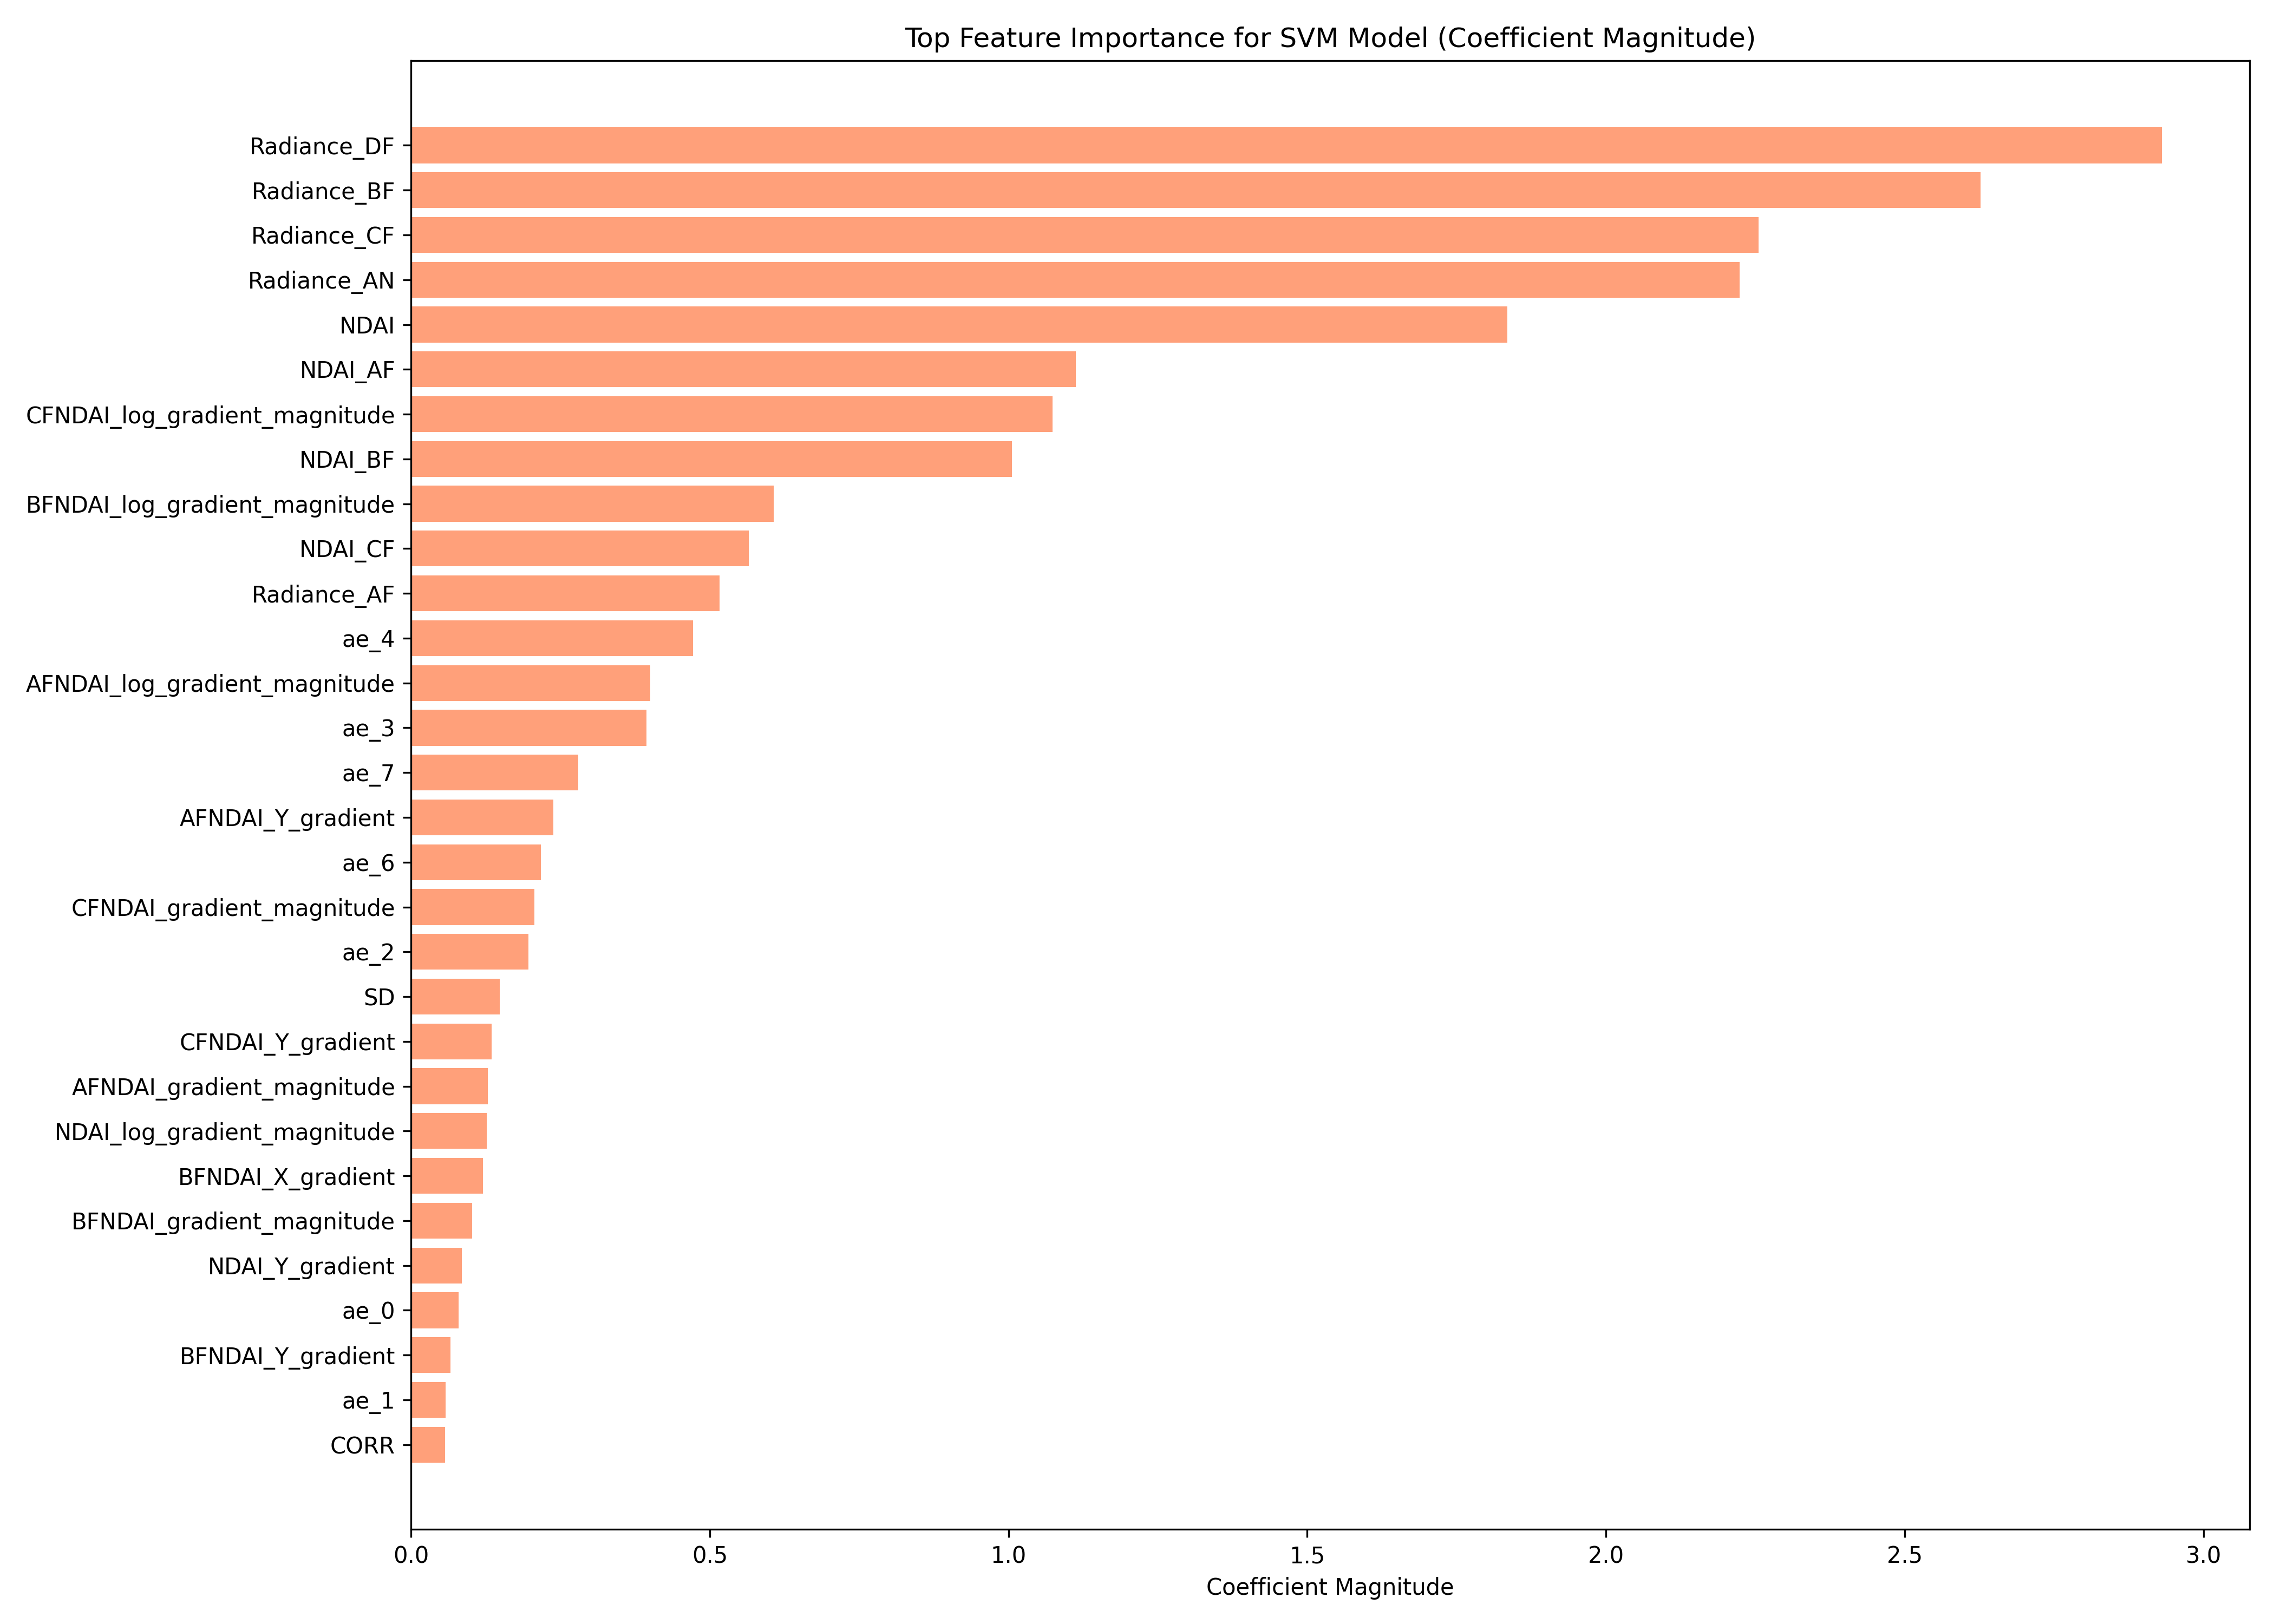 Top Feature Importance for SVM Model (Coefficient Magnitude)
Radiance_DF
Radiance_BF
Radiance_CF
Radiance_AN
NDAI
NDAI_AF
CFNDAI_log_gradient_magnitude
NDAI_BF
BFNDAI_log_gradient_magnitude
NDAI_CF
Radiance_AF
ae_4
AFNDAI_log_gradient_magnitude
ae_3
ae_7
AFNDAI_Y_gradient
ae_6
CFNDAI_gradient_magnitude
ae_2
SD
CFNDAI_Y_gradient
AFNDAI_gradient_magnitude
NDAI_log_gradient_magnitude
BFNDAI_X_gradient
BFNDAI_gradient_magnitude
NDAI_Y_gradient
ae_0
BFNDAI_Y_gradient
ae_1
CORR
0.0 0.5 1.0 1.5 2.0 2.5 3.0
Coefficient Magnitude